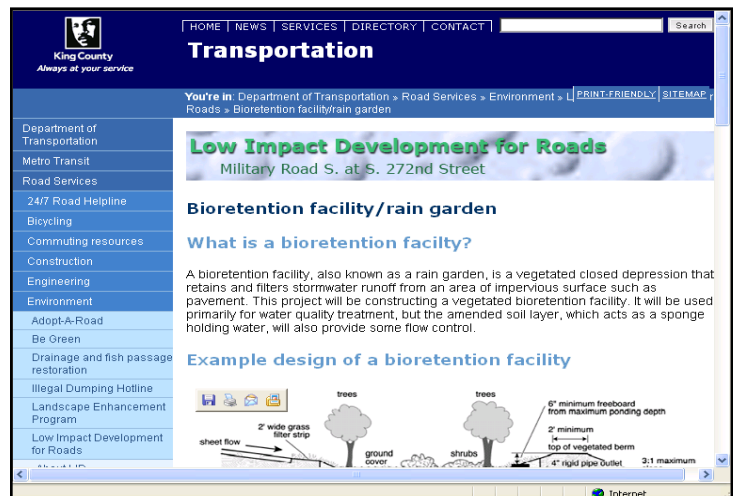 HOME | NEWS | SERVICES | DIRECTORY | CONTACT |
Search
King County
Always at your service
Transportation
You're in: Department of Transportation » Road Services » Environment » L
PRINT-FRIENDLY SITEMAP
Roads » Bioretention facility/rain garden
Department of
Transportation
Metro Transit
Road Services
24/7 Road Helpline
Bicycling
Commuting resources
Construction
Engineering
Environment
Adopt-A-Road
Be Green
Drainage and fish passage
restoration
Illegal Dumping Hotline
Landscape Enhancement
Program
Low Impact Development
for Roads
Low Impact Development for Roads
Military Road S. at S. 272nd Street
Bioretention facility/rain garden
What is a bioretention facilty?
A bioretention facility, also known as a rain garden, is a vegetated closed depression that
retains and filters stormwater runoff from an area of impervious surface such as
pavement. This project will be constructing a vegetated bioretention facility. It will be used
primarily for water quality treatment, but the amended soil layer, which acts as a sponge
holding water, will also provide some flow control.
Example design of a bioretention facility
trees
trees
6" minimum freeboard
from maximum ponding depth
2' wide grass
filter strip
2' minimum
sheet flow
top of vegetated berm
ground
cover
shrubs
4" rigid pipe outlet
3:1 maximum
Internet